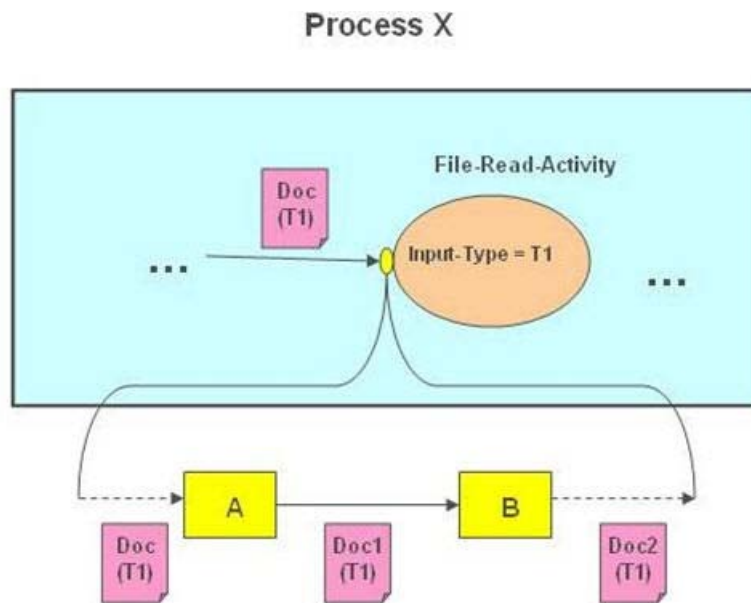 Process X
File-Read-Activity
Doc
(T1)
Input-Type = T1
...
...
A
B
Doc
(T1)
Doc1
(T1)
Doc2
(T1)